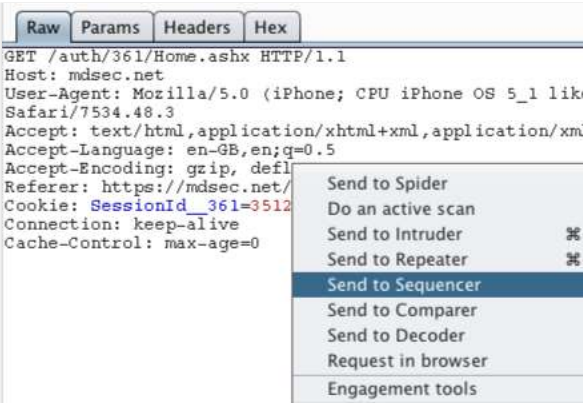 Raw Params Headers Hex
GET /auth/361/Home.ashx HTTP/1.1
Host: mdsec.net
User-Agent: Mozilla/5.0 (iPhone; CPU iPhone OS 5_1 like
Safari/7534.48.3
Accept: text/html,application/xhtml+xml,application/xml
Accept-Language: en-GB,en;q=0.5
Accept-Encoding: gzip, defl
Referer: https://mdsec.net/
Cookie: SessionId__361=3512
Connection: keep-alive
Cache-Control: max-age=0
Send to Spider
Do an active scan
Send to Intruder ⌘
Send to Repeater ⌘
Send to Sequencer
Send to Comparer
Send to Decoder
Request in browser
Engagement tools